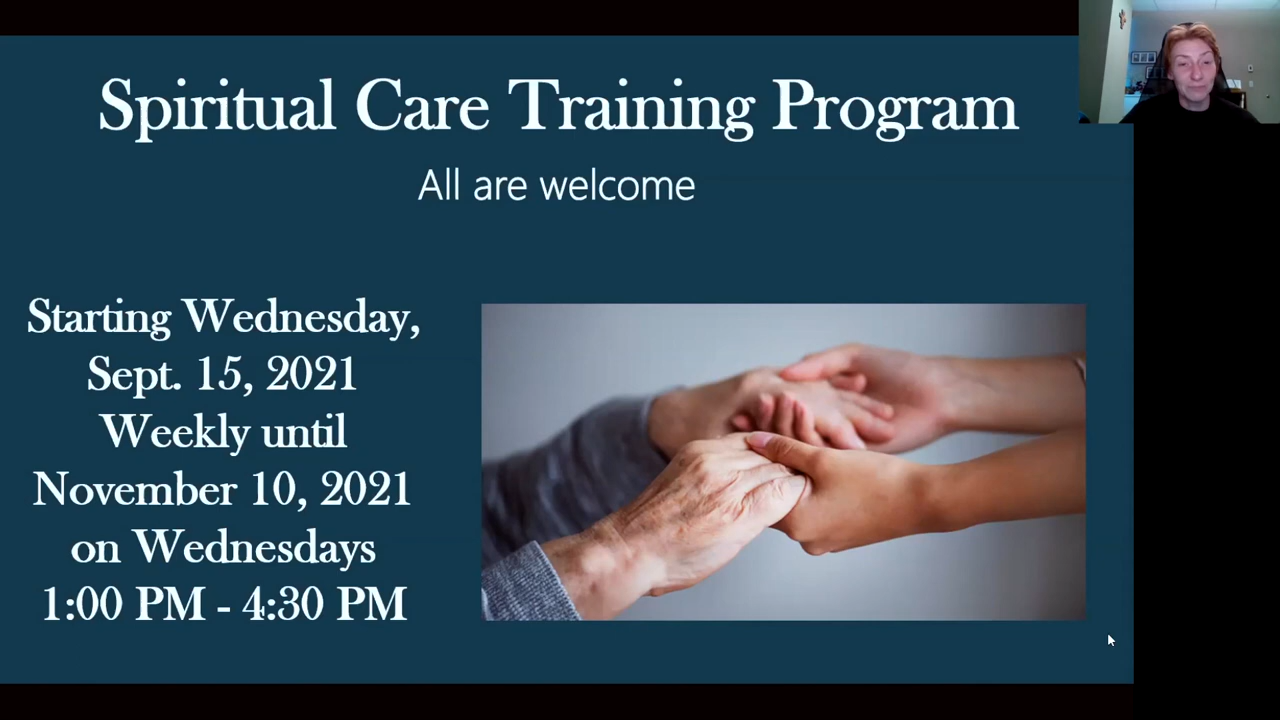 Spiritual Care Training Program
All are welcome
Starting Wednesday,
Sept. 15, 2021
Weekly until
November 10, 2021
on Wednesdays
1:00 PM - 4:30 PM